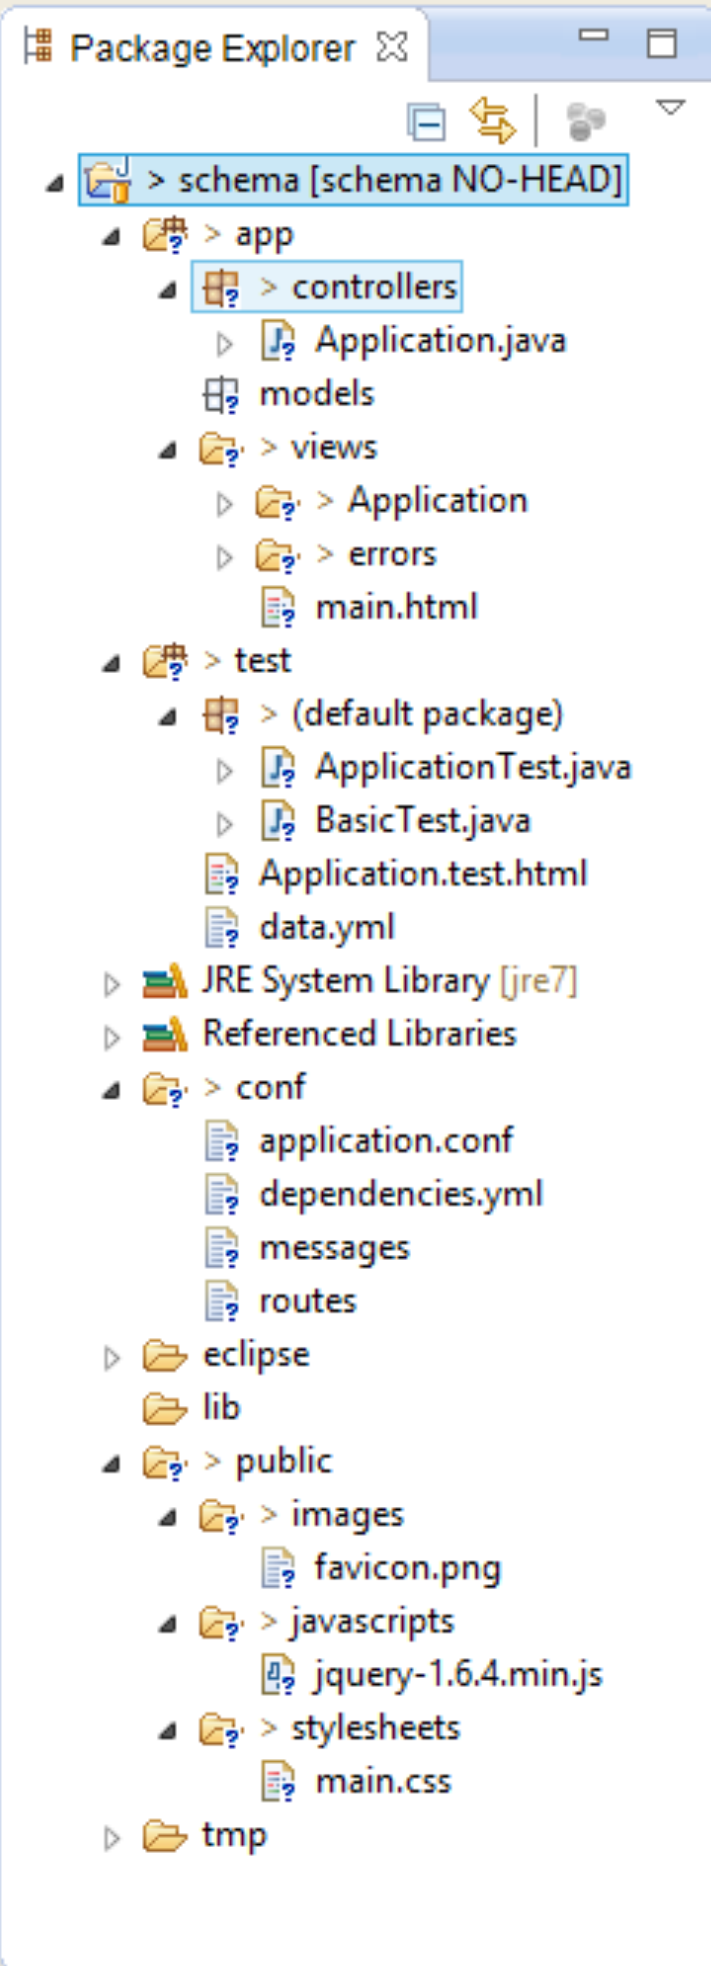 Package Explorer
> schema [schema NO-HEAD]
> app
> controllers
Application.java
models
> views
> Application
> errors
main.html
> test
> (default package)
ApplicationTest.java
BasicTest.java
Application.test.html
data.yml
JRE System Library [jre7]
Referenced Libraries
> conf
application.conf
dependencies.yml
messages
routes
eclipse
lib
> public
> images
favicon.png
> javascripts
jquery-1.6.4.min.js
> stylesheets
main.css
tmp